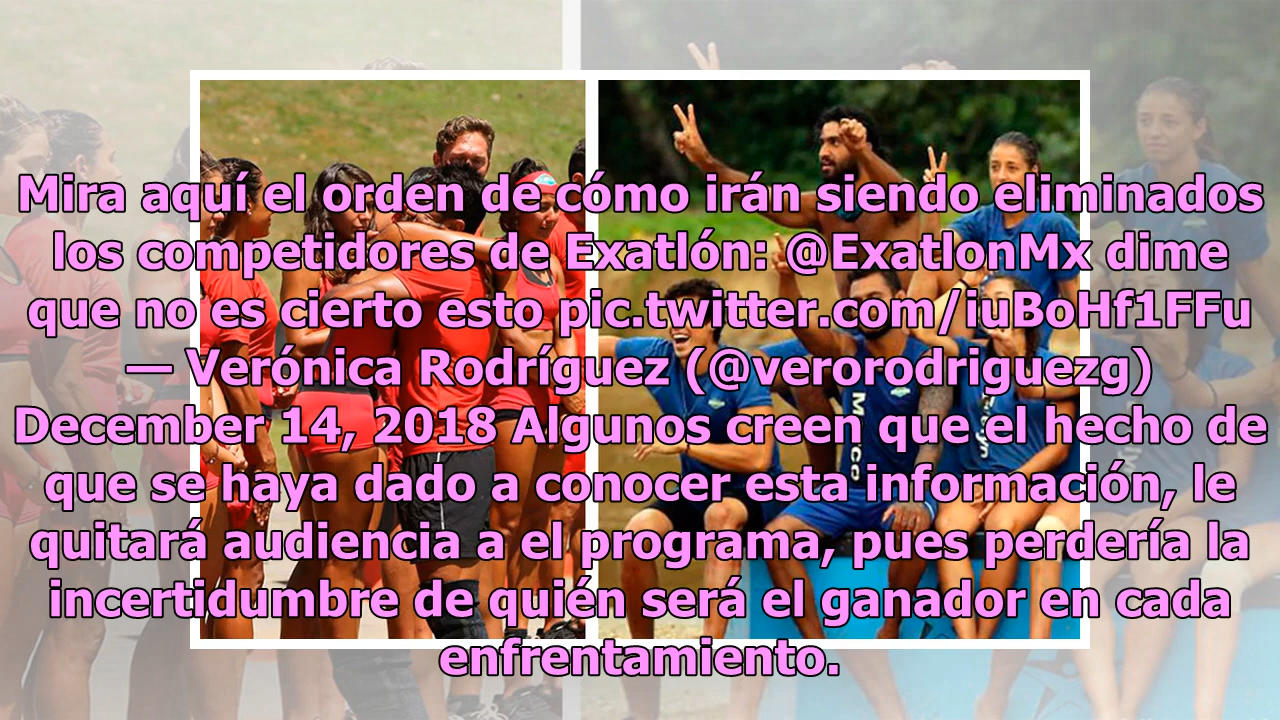 Mira aquí el orden de cómo irán siendo eliminados
los competidores de Exatlón: @ExatlonMx dime
que no es cierto esto pic.twitter.com/iuBoHf1FFu
— Verónica Rodríguez (@verorodriguezg)
December 14, 2018 Algunos creen que el hecho de
que se haya dado a conocer esta información, le
quitará audiencia a el programa, pues perdería la
incertidumbre de quién será el ganador en cada
enfrentamiento.